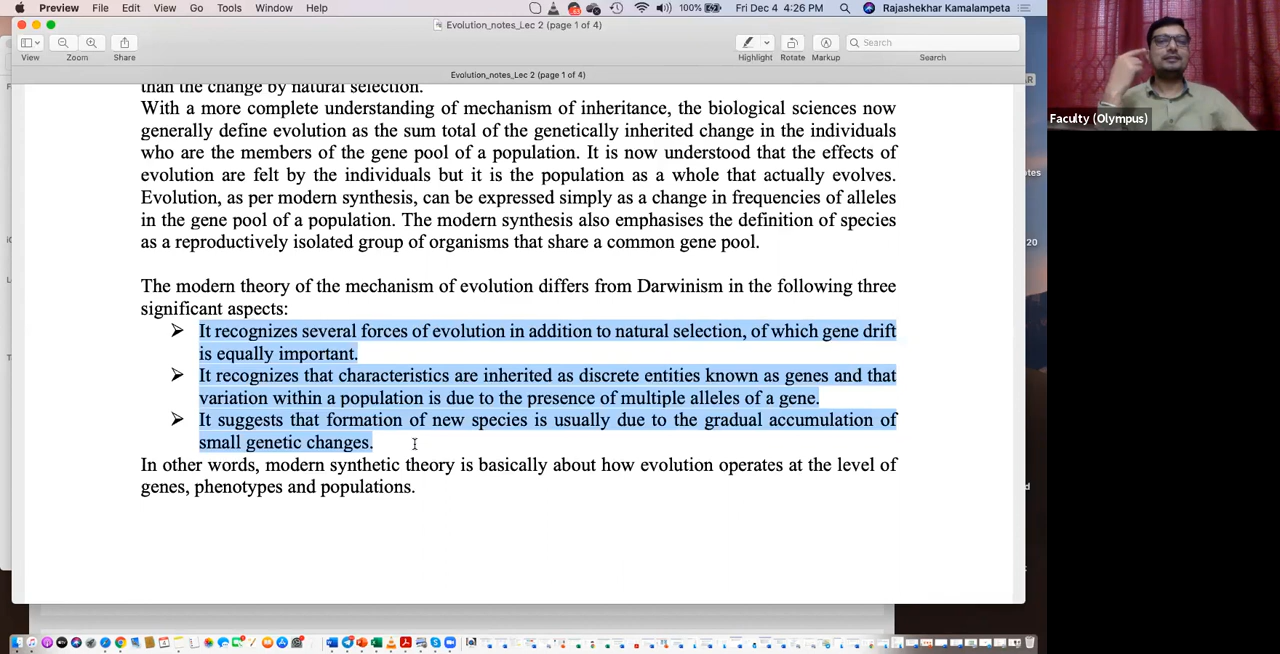 Preview File Edit View Go Tools Window Help 100% Fri Dec 4 4:26 PM Rajashekhar Kamalampeta
Evolution_notes_Lec 2 (page 1 of 4)
Search
View Zoom Share Highlight Rotate Markup Search
Evolution_notes_Lec 2 (page 1 of 4)
than the change by natural selection.
With a more complete understanding of mechanism of inheritance, the biological sciences now
generally define evolution as the sum total of the genetically inherited change in the individuals
who are the members of the gene pool of a population. It is now understood that the effects of
evolution are felt by the individuals but it is the population as a whole that actually evolves.
Evolution, as per modern synthesis, can be expressed simply as a change in frequencies of alleles
in the gene pool of a population. The modern synthesis also emphasises the definition of species
as a reproductively isolated group of organisms that share a common gene pool.
The modern theory of the mechanism of evolution differs from Darwinism in the following three
significant aspects:
➢ It recognizes several forces of evolution in addition to natural selection, of which gene drift
is equally important.
➢ It recognizes that characteristics are inherited as discrete entities known as genes and that
variation within a population is due to the presence of multiple alleles of a gene.
➢ It suggests that formation of new species is usually due to the gradual accumulation of
small genetic changes.
In other words, modern synthetic theory is basically about how evolution operates at the level of
genes, phenotypes and populations.
Faculty (Olympus)